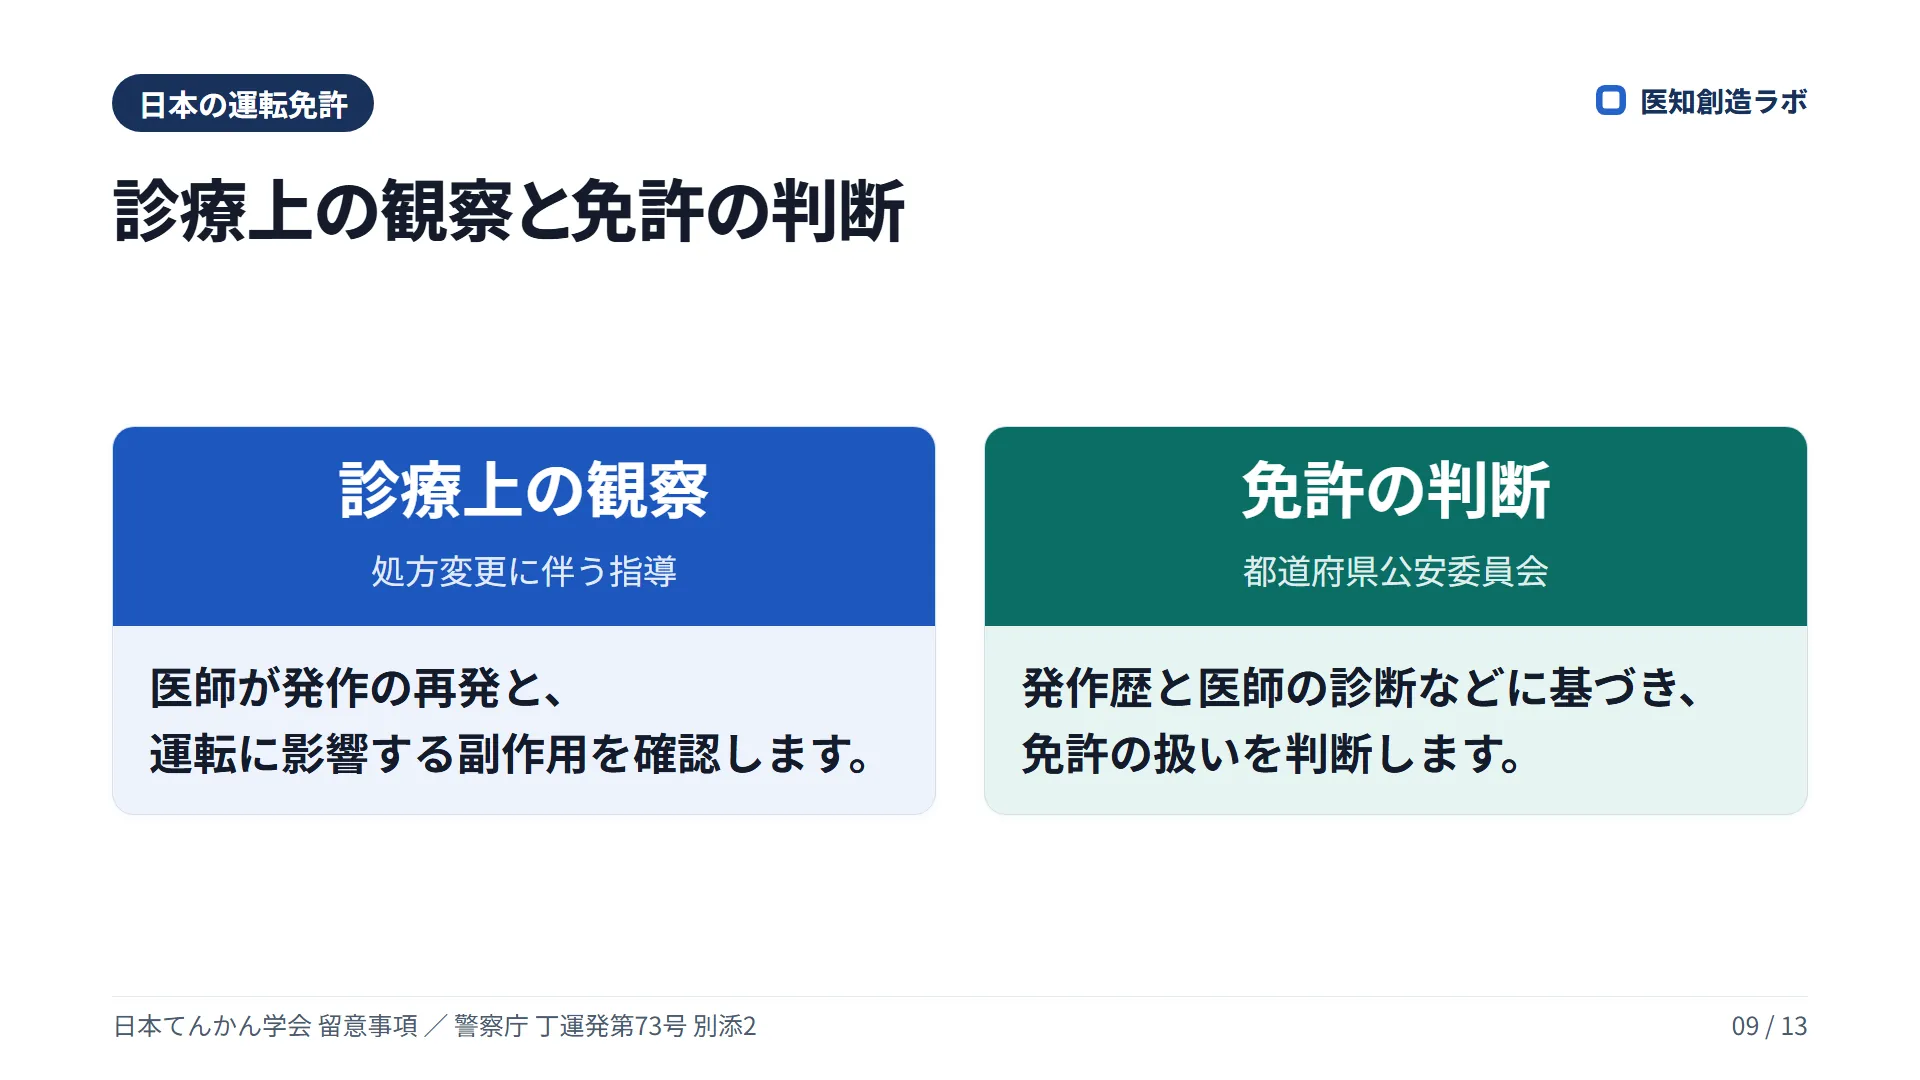 日本の運転免許
医知創造ラボ
診療上の観察と免許の判断
診療上の観察
処方変更に伴う指導
医師が発作の再発と、
運転に影響する副作用を確認します。
免許の判断
都道府県公安委員会
発作歴と医師の診断などに基づき、
免許の扱いを判断します。
日本てんかん学会 留意事項 ／ 警察庁 丁運発第73号 別添2
09 / 13